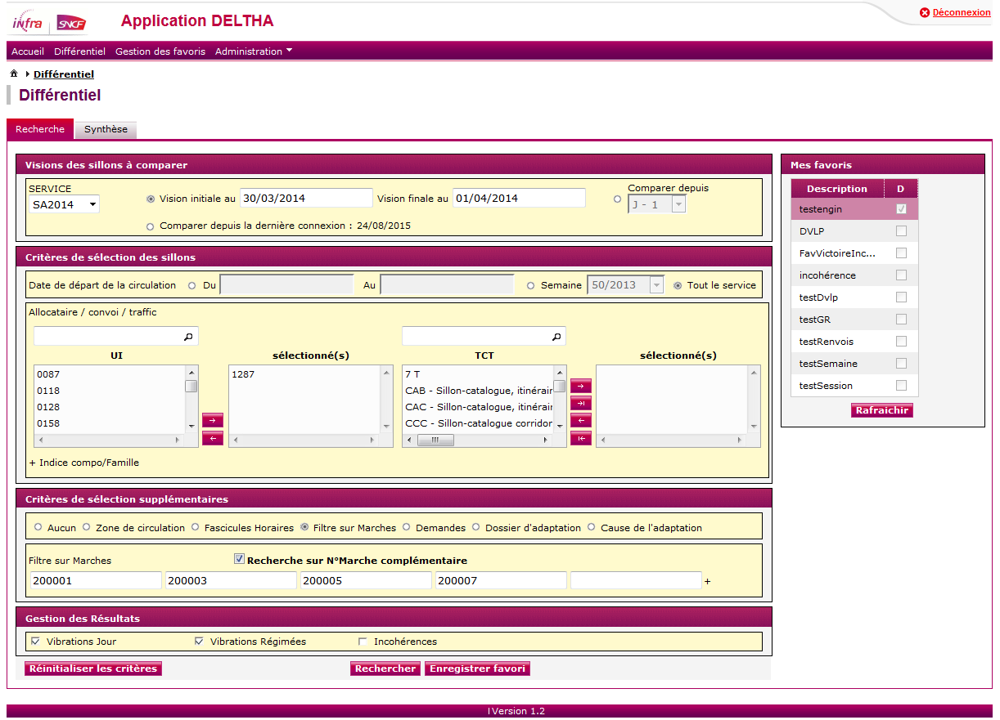 infra SNCF Application DELTHA Déconnexion
Accueil Différentiel Gestion des favoris Administration
Différentiel
Différentiel
Recherche Synthèse
Visions des sillons à comparer
SERVICE
SA2014
Vision initiale au 30/03/2014 Vision finale au 01/04/2014
Comparer depuis
J - 1
Comparer depuis la dernière connexion : 24/08/2015
Critères de sélection des sillons
Date de départ de la circulation Du Au Semaine 50/2013 Tout le service
Allocataire / convoi / traffic
UI sélectionné(s) TCT sélectionné(s)
0087 1287 7 T
0118 CAB - Sillon-catalogue, itinérair
0128 CAC - Sillon-catalogue, itinérair
0158 CCC - Sillon-catalogue corridor
+ Indice compo/Famille
Critères de sélection supplémentaires
Aucun Zone de circulation Fascicules Horaires Filtre sur Marches Demandes Dossier d'adaptation Cause de l'adaptation
Filtre sur Marches Recherche sur N°Marche complémentaire
200001 200003 200005 200007 +
Gestion des Résultats
Vibrations Jour Vibrations Régimées Incohérences
Réinitialiser les critères Rechercher Enregistrer favori
Mes favoris
Description D
testengin
DVLP
FavVictoireInc...
incohérence
testDvlp
testGR
testRenvois
testSemaine
testSession
Rafraichir
| Version 1.2